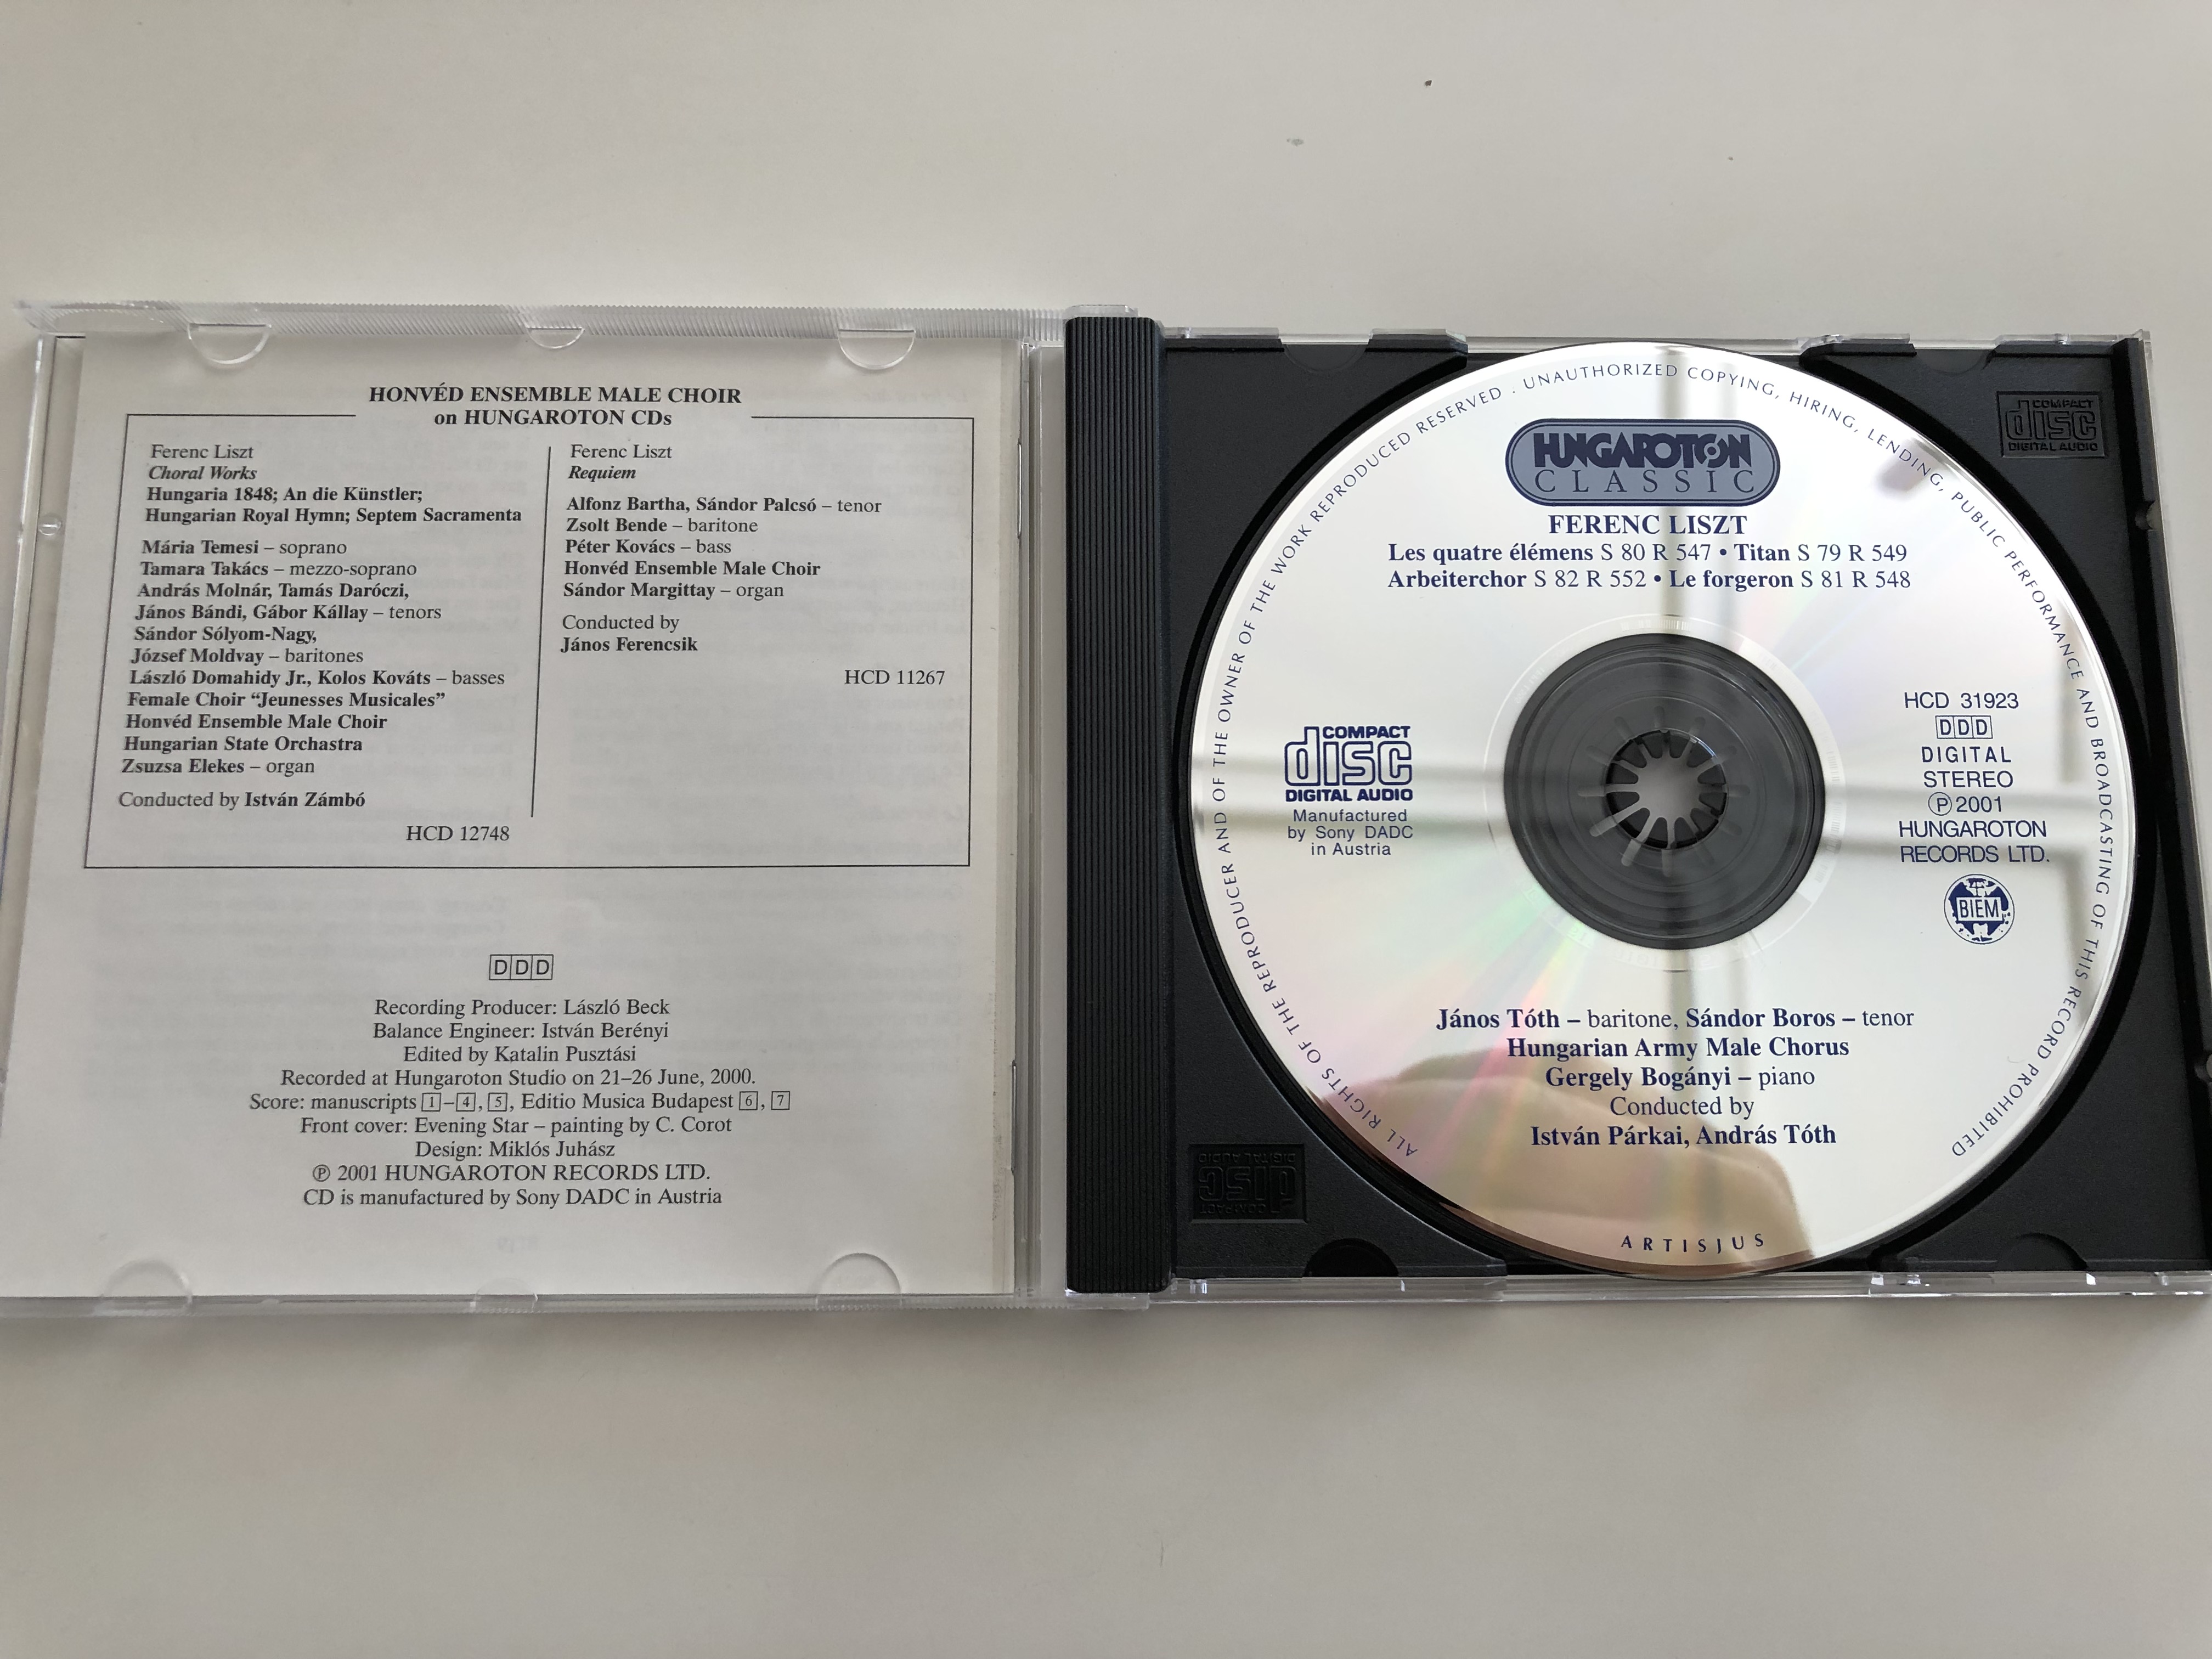 HONVÉD ENSEMBLE MALE CHOIR
on HUNGAROTON CDs
Ferenc Liszt
Choral Works
Hungaria 1848; An die Künstler;
Hungarian Royal Hymn; Septem Sacramenta
Mária Temesi – soprano
Tamara Takács – mezzo-soprano
András Molnár, Tamás Daróczi,
János Bándi, Gábor Kállay – tenors
Sándor Sólyom-Nagy,
József Moldvay – baritones
László Domahidy Jr., Kolos Kováts – basses
Female Choir “Jeunesses Musicales”
Honvéd Ensemble Male Choir
Hungarian State Orchastra
Zsuzsa Elekes – organ
Conducted by István Zámbó
HCD 12748
Ferenc Liszt
Requiem
Alfonz Bartha, Sándor Palcsó – tenor
Zsolt Bende – baritone
Péter Kovács – bass
Honvéd Ensemble Male Choir
Sándor Margittay – organ
Conducted by
János Ferencsik
HCD 11267
DDD
Recording Producer: László Beck
Balance Engineer: István Berényi
Edited by Katalin Pusztási
Recorded at Hungaroton Studio on 21–26 June, 2000.
Score: manuscripts 1–4, 5, Editio Musica Budapest 6, 7
Front cover: Evening Star – painting by C. Corot
Design: Miklós Juhász
℗ 2001 HUNGAROTON RECORDS LTD.
CD is manufactured by Sony DADC in Austria
ALL RIGHTS OF THE REPRODUCER AND OF THE OWNER OF THE WORK REPRODUCED RESERVED . UNAUTHORIZED COPYING, HIRING, LENDING, PUBLIC PERFORMANCE AND BROADCASTING OF THIS RECORD PROHIBITED
HUNGAROTON
CLASSIC
FERENC LISZT
Les quatre élémens S 80 R 547 • Titan S 79 R 549
Arbeiterchor S 82 R 552 • Le forgeron S 81 R 548
COMPACT
disc
DIGITAL AUDIO
Manufactured
by Sony DADC
in Austria
HCD 31923
DDD
DIGITAL
STEREO
℗ 2001
HUNGAROTON
RECORDS LTD.
BIEM
János Tóth – baritone, Sándor Boros – tenor
Hungarian Army Male Chorus
Gergely Bogányi – piano
Conducted by
István Párkai, András Tóth
ARTISJUS
COMPACT
disc
DIGITAL AUDIO
COMPACT
disc
DIGITAL AUDIO